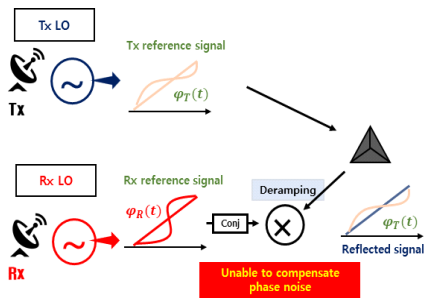 Tx LO
Tx reference signal
φT(t)
Tx
Rx LO
Rx reference signal
φR(t)
Deramping
Conj
×
φT(t)
Reflected signal
Rx
Unable to compensate
phase noise